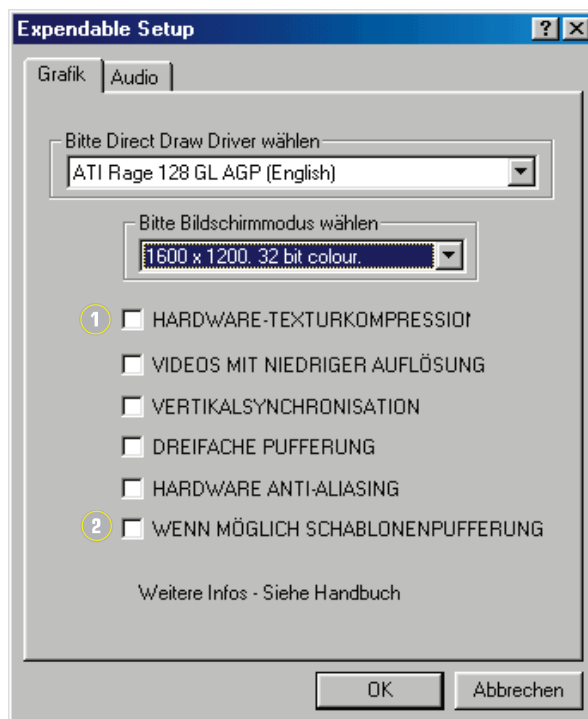 Expendable Setup
Grafik
Audio
Bitte Direct Draw Driver wählen
ATI Rage 128 GL AGP (English)
Bitte Bildschirmmodus wählen
1600 x 1200. 32 bit colour.
1 HARDWARE-TEXTURKOMPRESSION
VIDEOS MIT NIEDRIGER AUFLÖSUNG
VERTIKALSYNCHRONISATION
DREIFACHE PUFFERUNG
HARDWARE ANTI-ALIASING
2 WENN MÖGLICH SCHABLONENPUFFERUNG
Weitere Infos - Siehe Handbuch
OK
Abbrechen